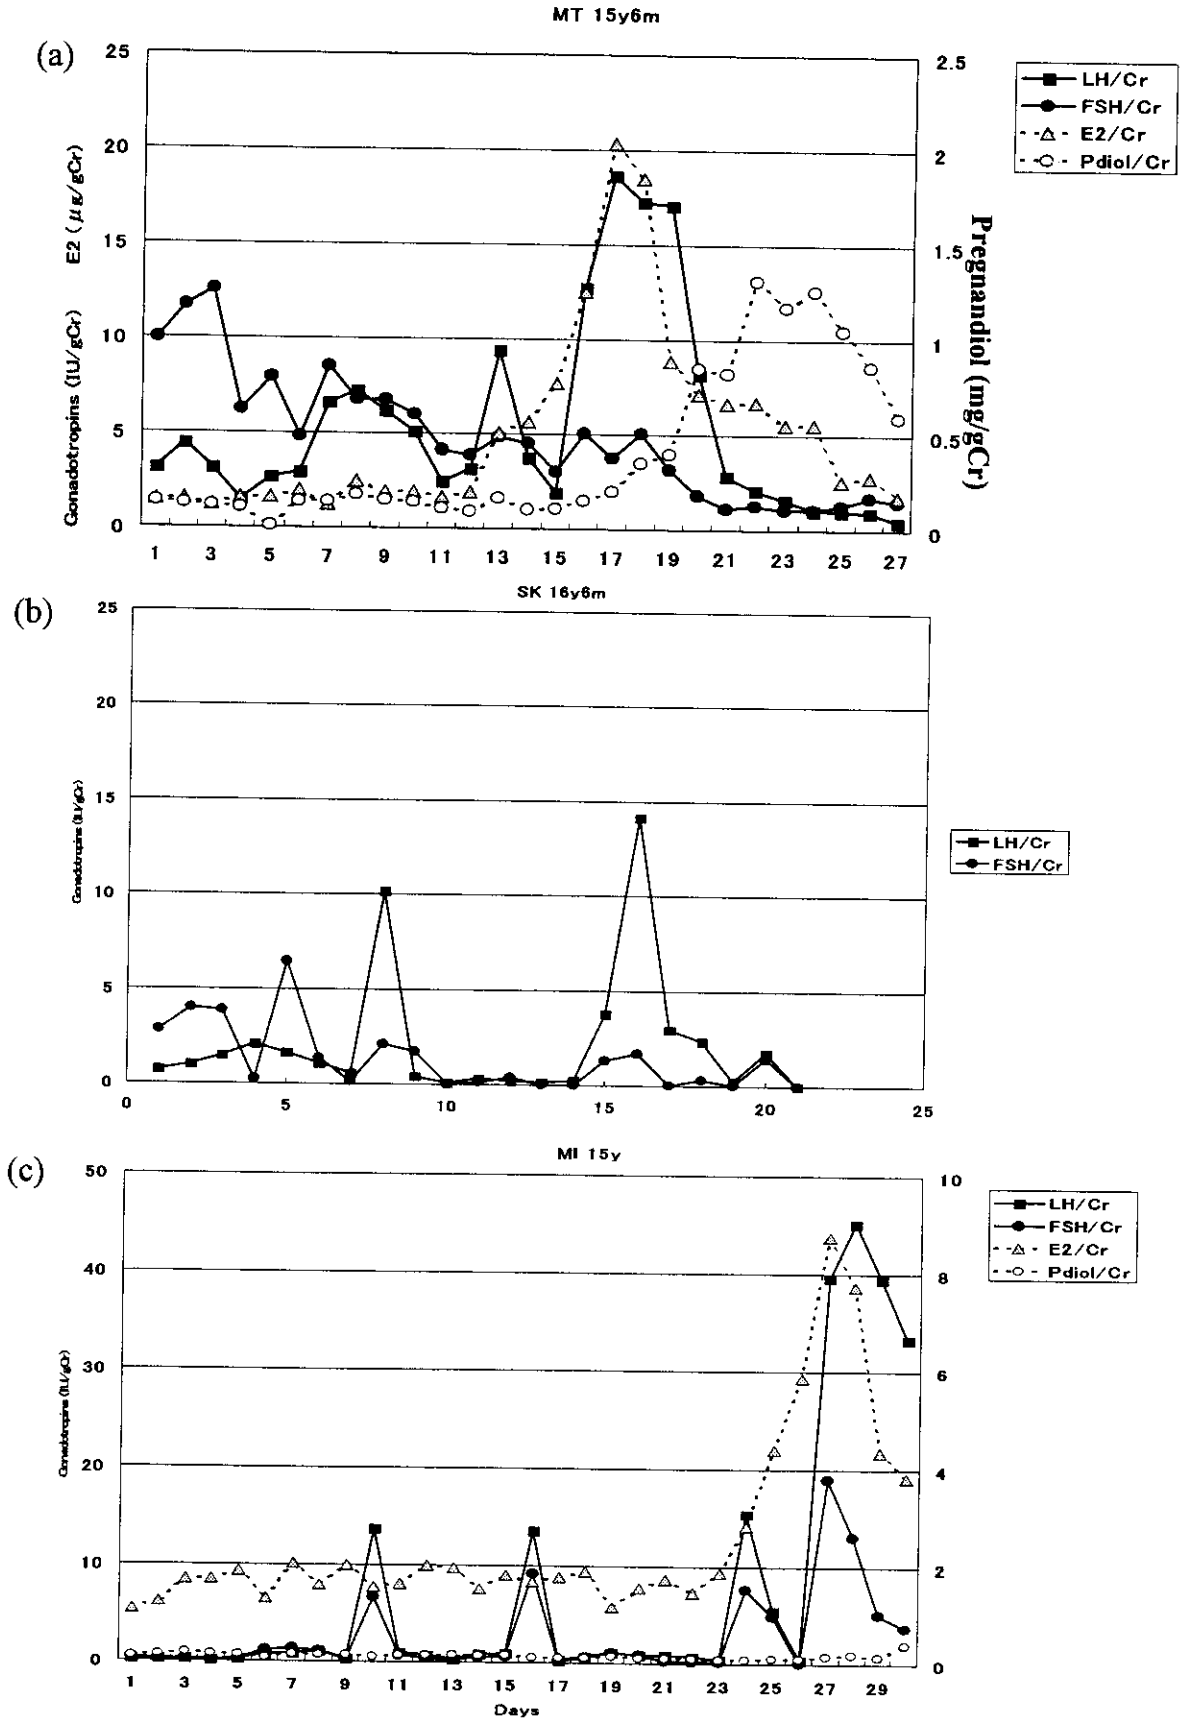 MT 15y6m
(a)
25
20
15
10
5
0
E2 (μg/gCr)
Gonadotropins (IU/gCr)
2.5
2
1.5
1
0.5
0
Pregnandiol (mg/gCr)
LH/Cr
FSH/Cr
E2/Cr
Pdiol/Cr
1 3 5 7 9 11 13 15 17 19 21 23 25 27
SK 16y6m
(b)
25
20
15
10
5
0
Gonadotropins (IU/gCr)
LH/Cr
FSH/Cr
0 5 10 15 20 25
MI 15y
(c)
50
40
30
20
10
0
Gonadotropins (IU/gCr)
10
8
6
4
2
0
LH/Cr
FSH/Cr
E2/Cr
Pdiol/Cr
1 3 5 7 9 11 13 15 17 19 21 23 25 27 29
Days